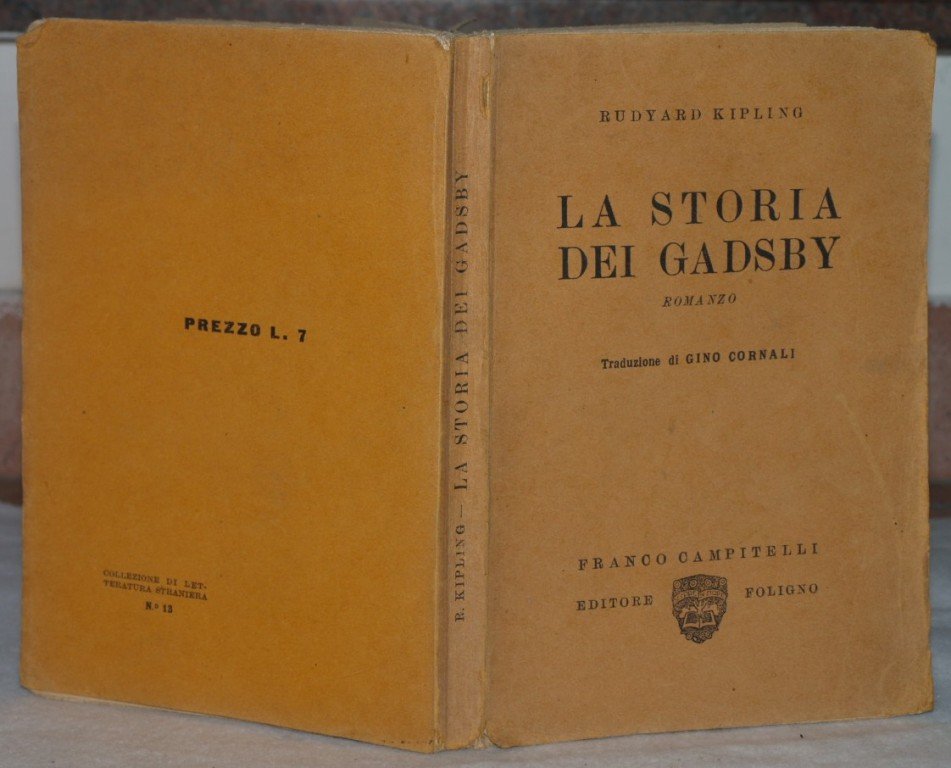 PREZZO L. 7
COLLEZIONE DI LET-
TERATURA STRANIERA
N.º 13
R. KIPLING — LA STORIA DEI GADSBY
RUDYARD KIPLING
LA STORIA
DEI GADSBY
ROMANZO
Traduzione di GINO CORNALI
FRANCO CAMPITELLI
EDITORE FOLIGNO